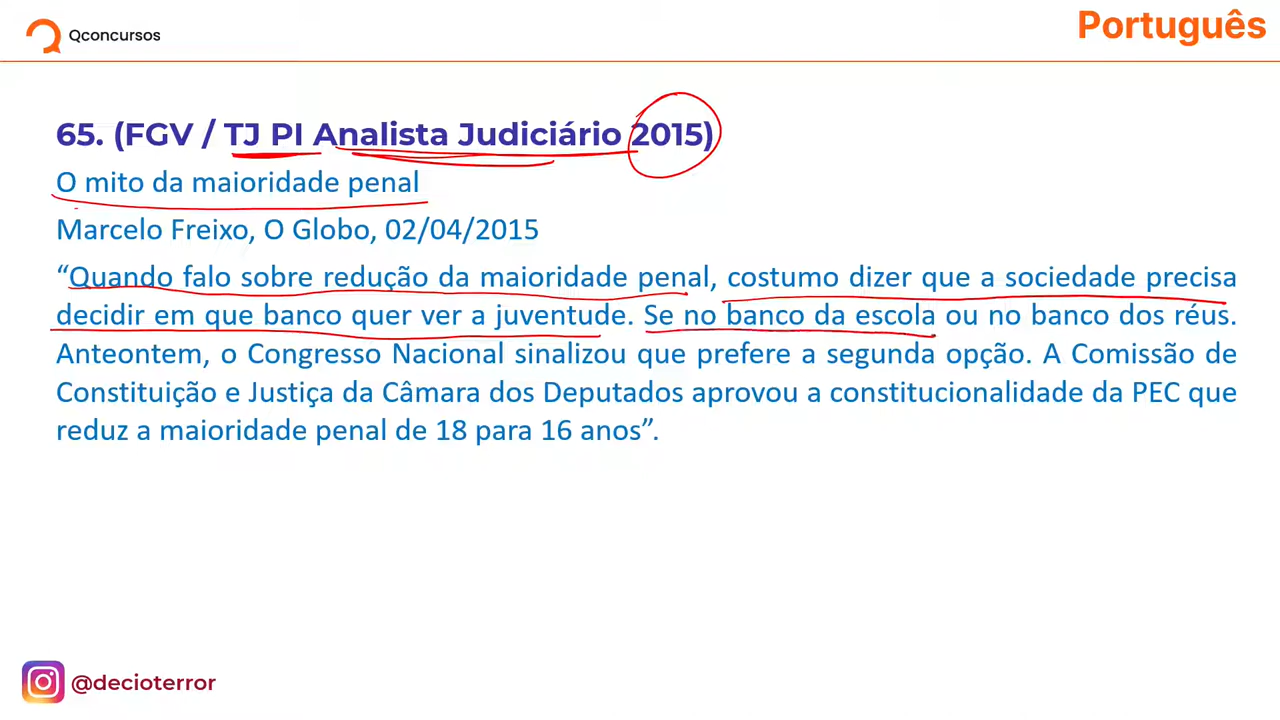 Qconcursos
Português
65. (FGV / TJ PI Analista Judiciário 2015)
O mito da maioridade penal
Marcelo Freixo, O Globo, 02/04/2015
“Quando falo sobre redução da maioridade penal, costumo dizer que a sociedade precisa
decidir em que banco quer ver a juventude. Se no banco da escola ou no banco dos réus.
Anteontem, o Congresso Nacional sinalizou que prefere a segunda opção. A Comissão de
Constituição e Justiça da Câmara dos Deputados aprovou a constitucionalidade da PEC que
reduz a maioridade penal de 18 para 16 anos”.
@decioterror